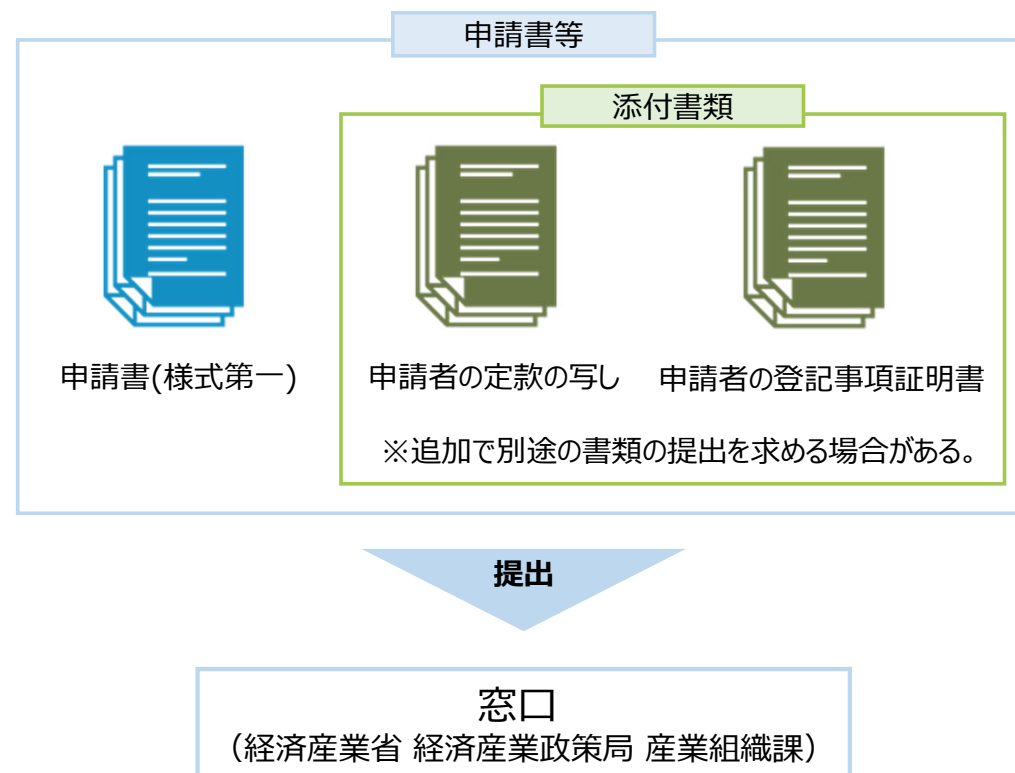 申請書等
添付書類
申請書(様式第一)
申請者の定款の写し
申請者の登記事項証明書
※追加で別途の書類の提出を求める場合がある。
提出
窓口
（経済産業省 経済産業政策局 産業組織課）